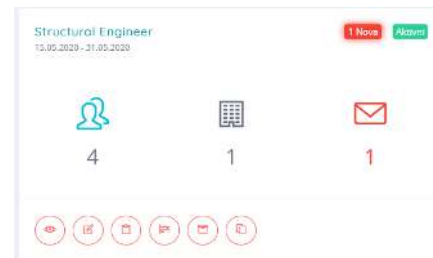 Structural Engineer
1 Nova
Aktivni
15.05.2020 - 31.05.2020
4
1
1